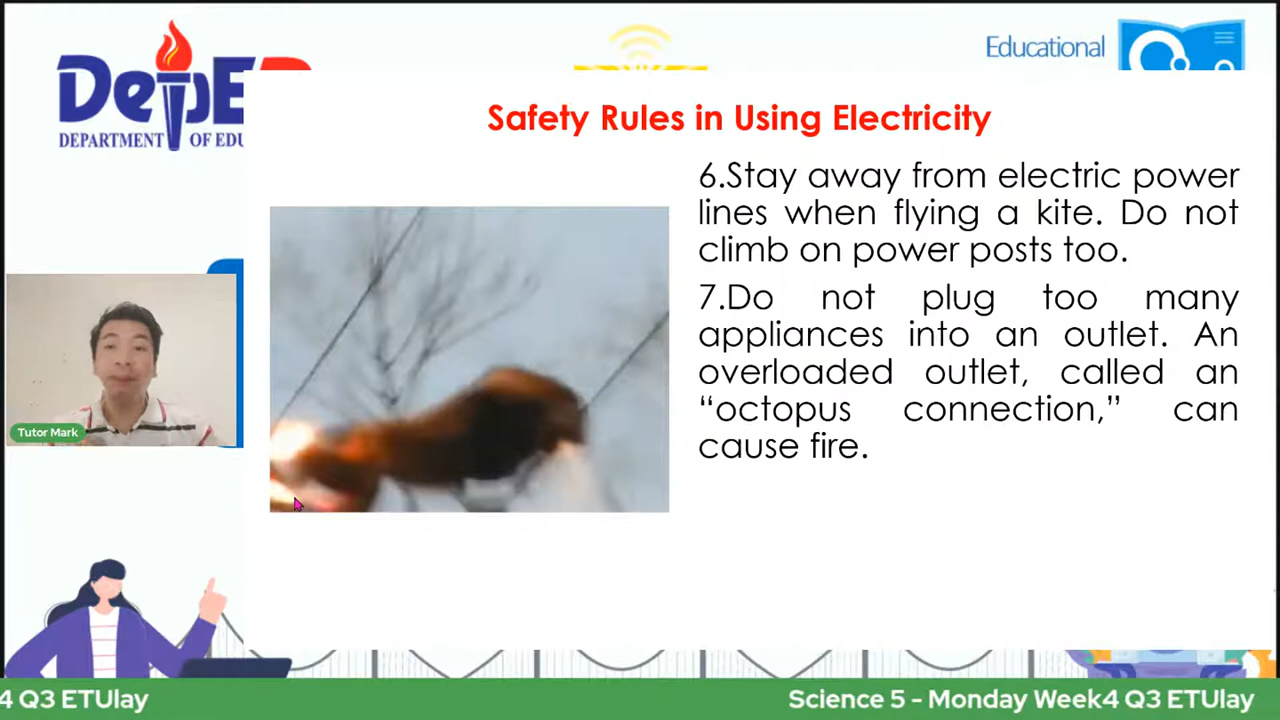 DepE
DEPARTMENT OF EDU
Educational
Safety Rules in Using Electricity
6.Stay away from electric power
lines when flying a kite. Do not
climb on power posts too.
7.Do not plug too many
appliances into an outlet. An
overloaded outlet, called an
“octopus connection,” can
cause fire.
Tutor Mark
4 Q3 ETUlay
Science 5 - Monday Week4 Q3 ETUlay